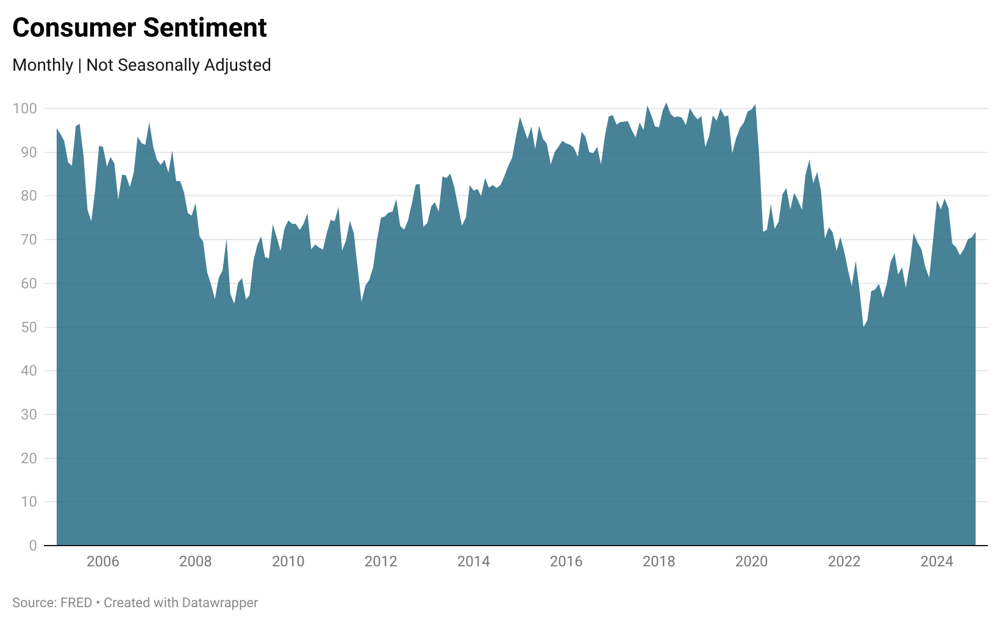 Consumer Sentiment
Monthly | Not Seasonally Adjusted
100
90
80
70
60
50
40
30
20
10
0
2006 2008 2010 2012 2014 2016 2018 2020 2022 2024
Source: FRED • Created with Datawrapper